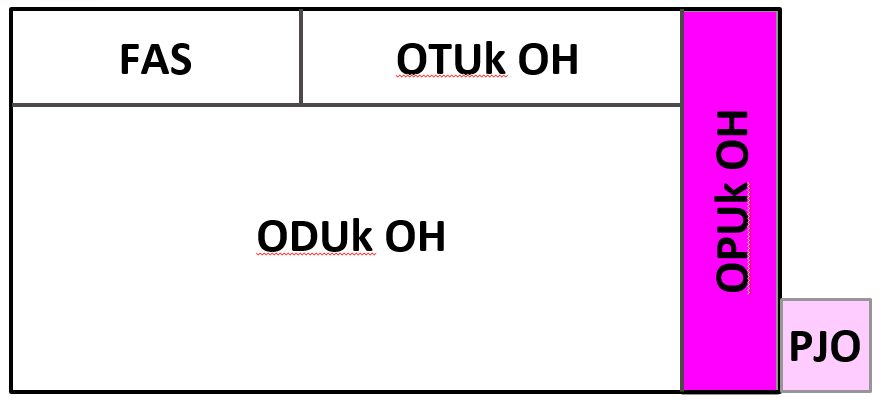 FAS
OTUk OH
ODUk OH
OPUk OH
PJO